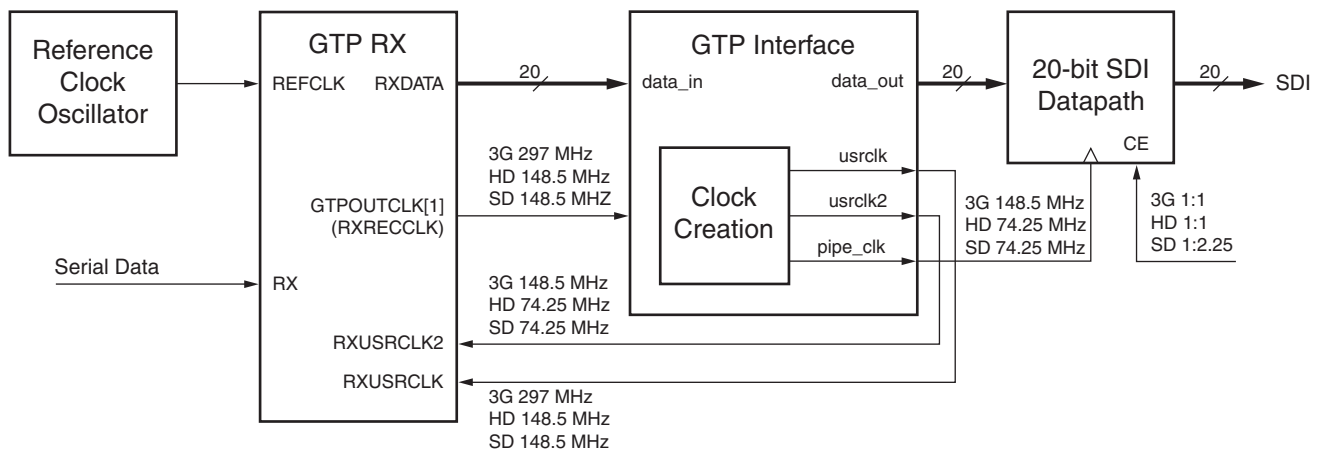 Reference
Clock
Oscillator
GTP RX
REFCLK
RXDATA
GTPOUTCLK[1]
(RXRECCLK)
Serial Data
RX
RXUSRCLK2
RXUSRCLK
20
3G 297 MHz
HD 148.5 MHz
SD 148.5 MHZ
3G 148.5 MHz
HD 74.25 MHz
SD 74.25 MHz
3G 297 MHz
HD 148.5 MHz
SD 148.5 MHz
GTP Interface
data_in
data_out
Clock
Creation
usrclk
usrclk2
pipe_clk
20
3G 148.5 MHz
HD 74.25 MHz
SD 74.25 MHz
20-bit SDI
Datapath
CE
3G 1:1
HD 1:1
SD 1:2.25
20
SDI